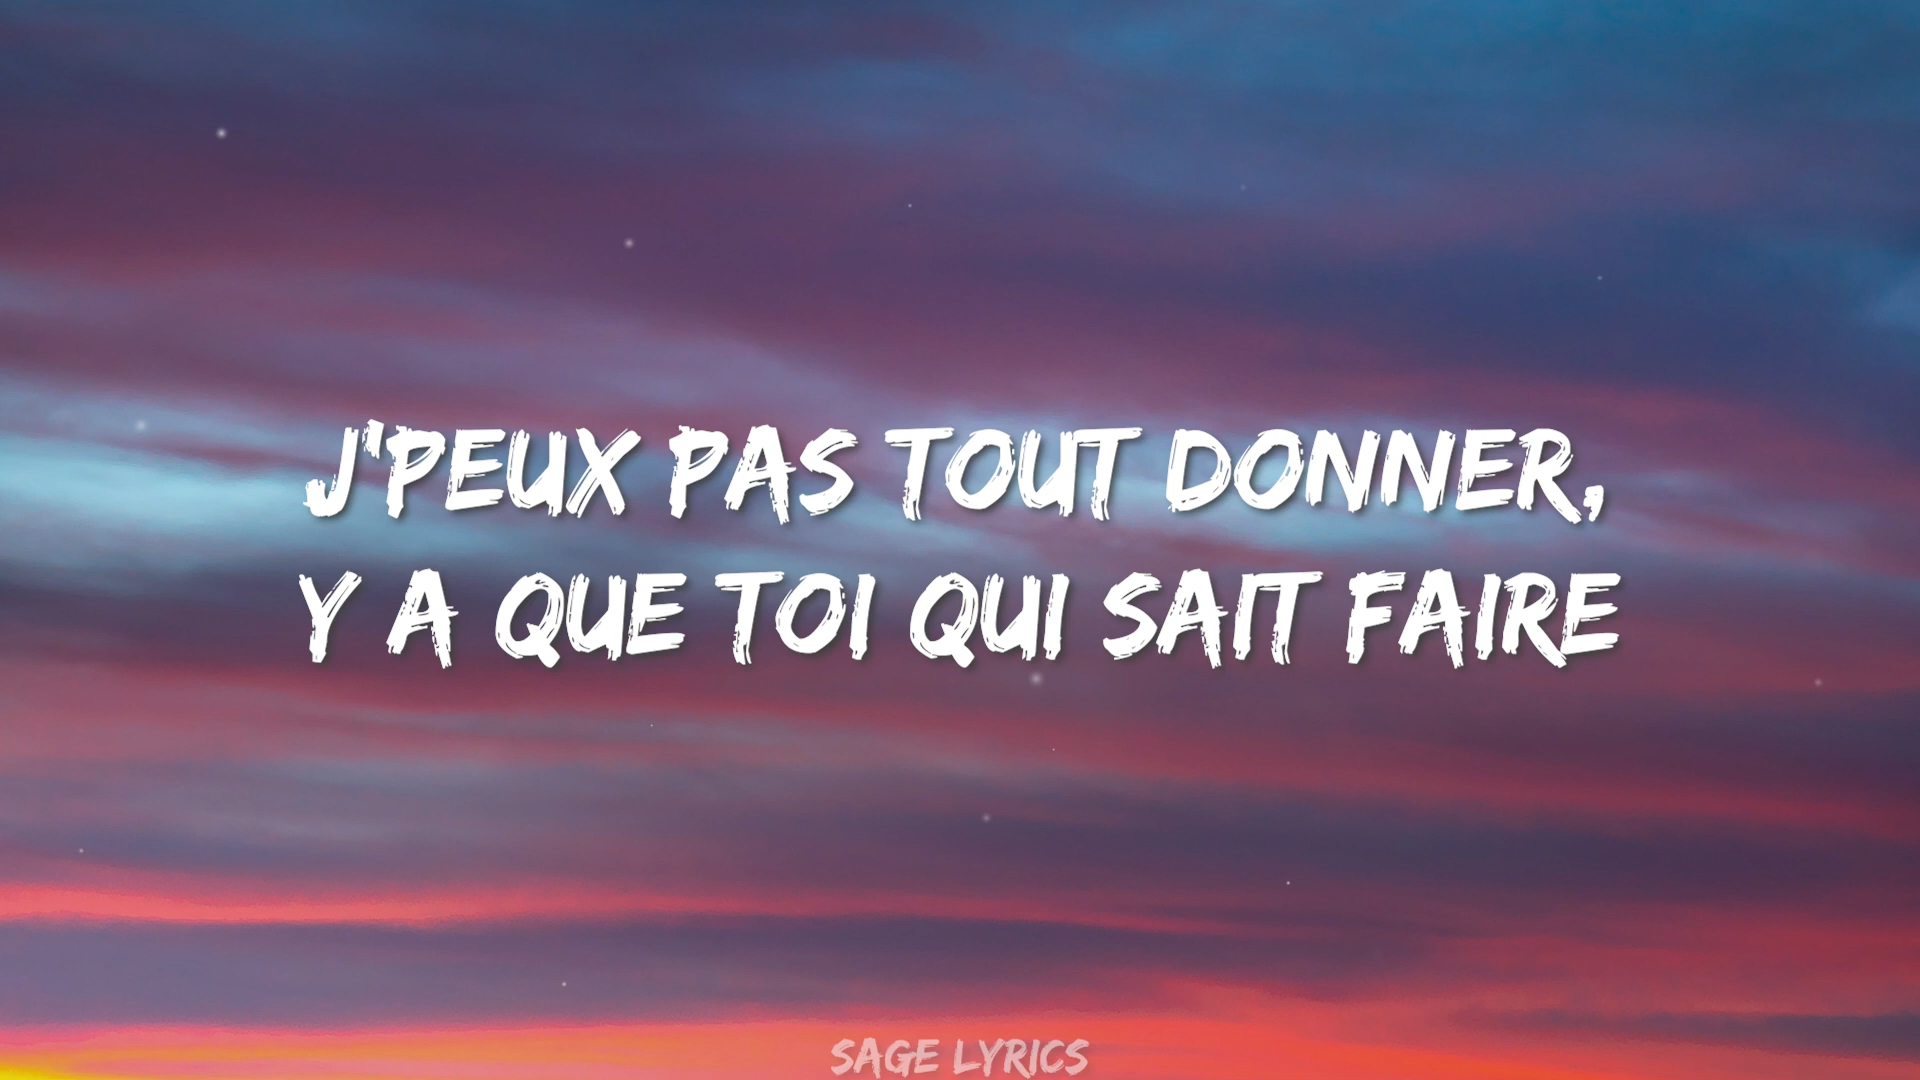 J'PEUX PAS TOUT DONNER,
Y A QUE TOI QUI SAIT FAIRE
SAGE LYRICS